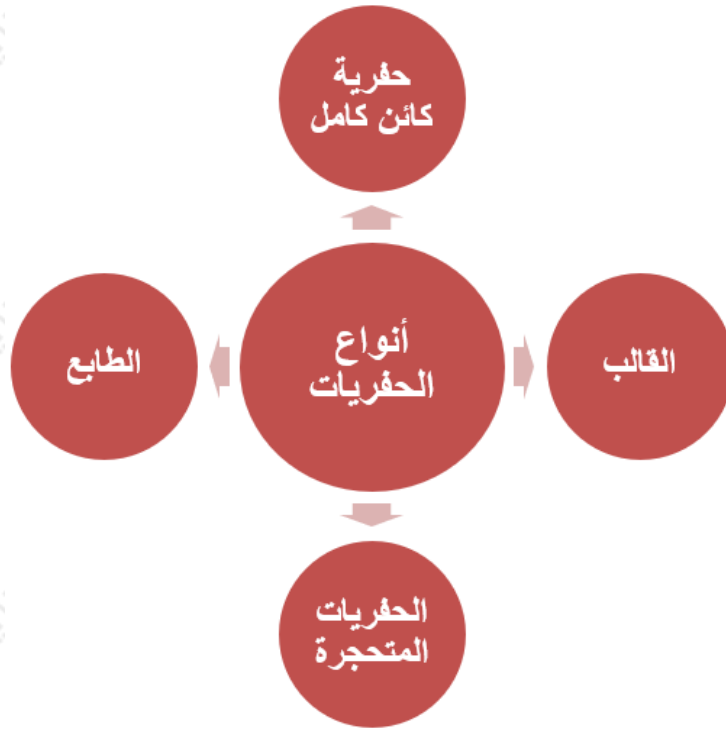 حفرية
كائن كامل
القالب
أنواع
الحفريات
الطابع
الحفريات
المتحجرة